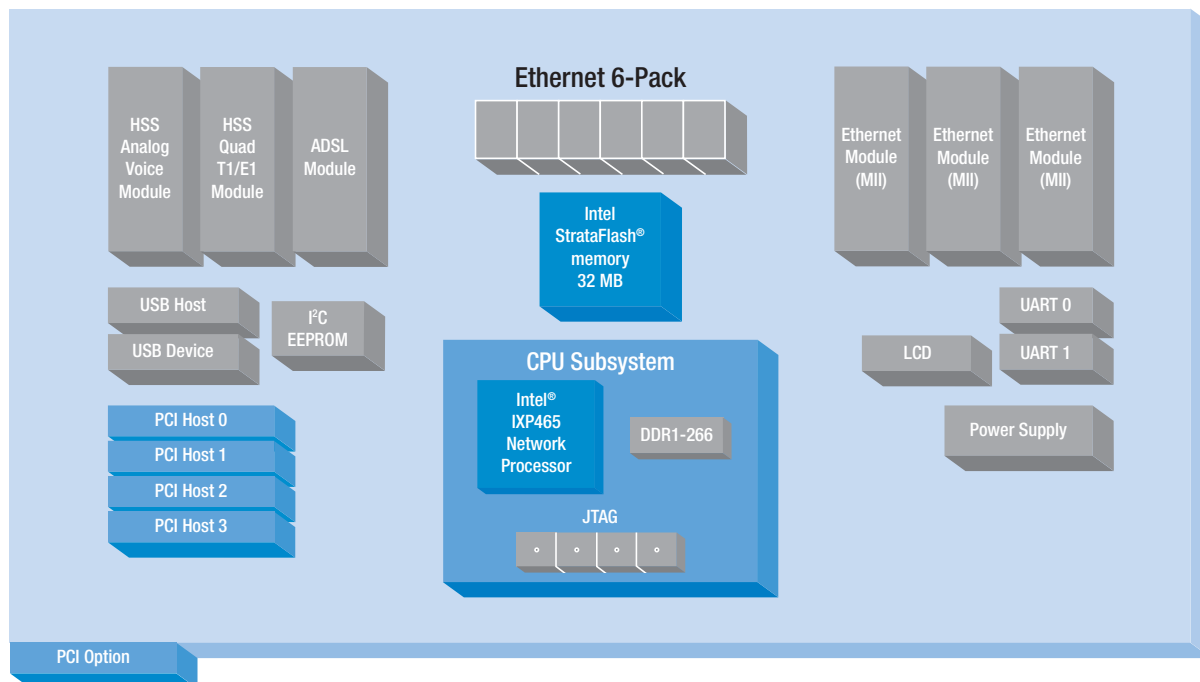 Ethernet 6-Pack
HSS
Analog
Voice
Module
HSS
Quad
T1/E1
Module
ADSL
Module
Ethernet
Module
(MII)
Ethernet
Module
(MII)
Ethernet
Module
(MII)
Intel
StrataFlash®
memory
32 MB
USB Host
USB Device
I²C
EEPROM
UART 0
UART 1
LCD
Power Supply
CPU Subsystem
Intel®
IXP465
Network
Processor
DDR1-266
JTAG
PCI Host 0
PCI Host 1
PCI Host 2
PCI Host 3
PCI Option